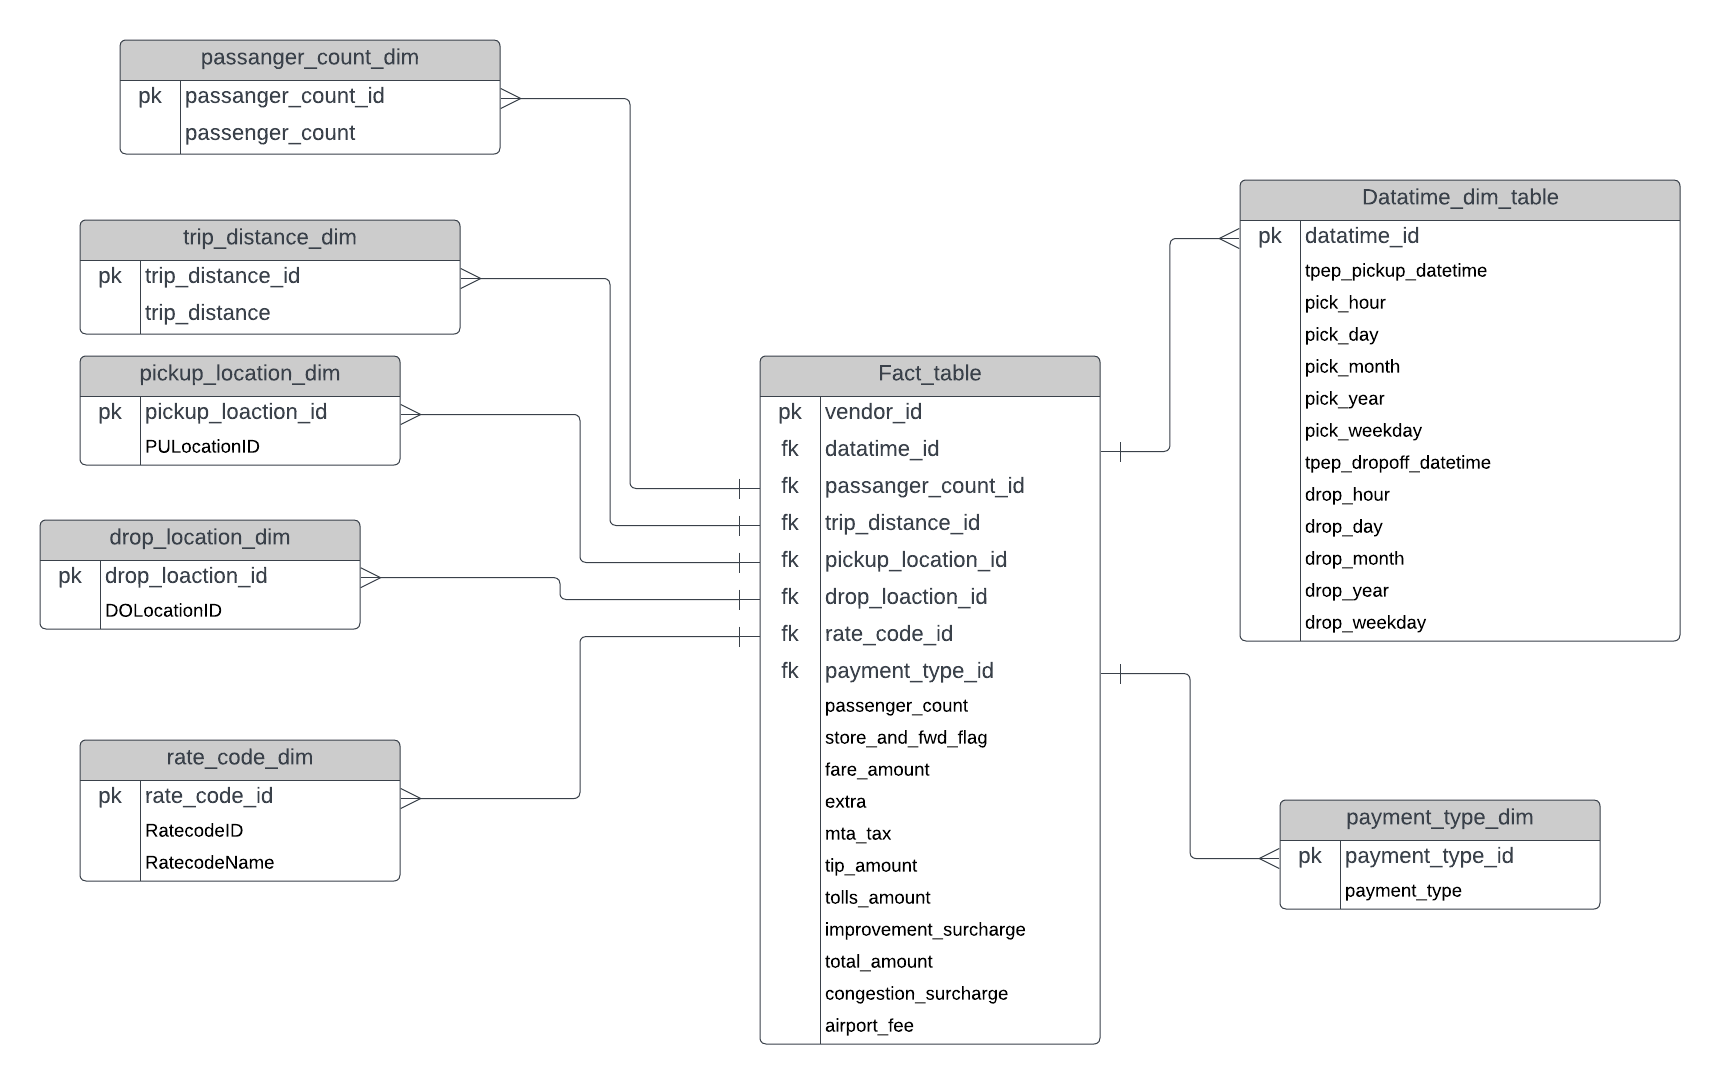 passanger_count_dim
pk passanger_count_id
passenger_count
trip_distance_dim
pk trip_distance_id
trip_distance
pickup_location_dim
pk pickup_loaction_id
PULocationID
drop_location_dim
pk drop_loaction_id
DOLocationID
rate_code_dim
pk rate_code_id
RatecodeID
RatecodeName
Fact_table
pk vendor_id
fk datatime_id
fk passanger_count_id
fk trip_distance_id
fk pickup_location_id
fk drop_loaction_id
fk rate_code_id
fk payment_type_id
passenger_count
store_and_fwd_flag
fare_amount
extra
mta_tax
tip_amount
tolls_amount
improvement_surcharge
total_amount
congestion_surcharge
airport_fee
Datatime_dim_table
pk datatime_id
tpep_pickup_datetime
pick_hour
pick_day
pick_month
pick_year
pick_weekday
tpep_dropoff_datetime
drop_hour
drop_day
drop_month
drop_year
drop_weekday
payment_type_dim
pk payment_type_id
payment_type